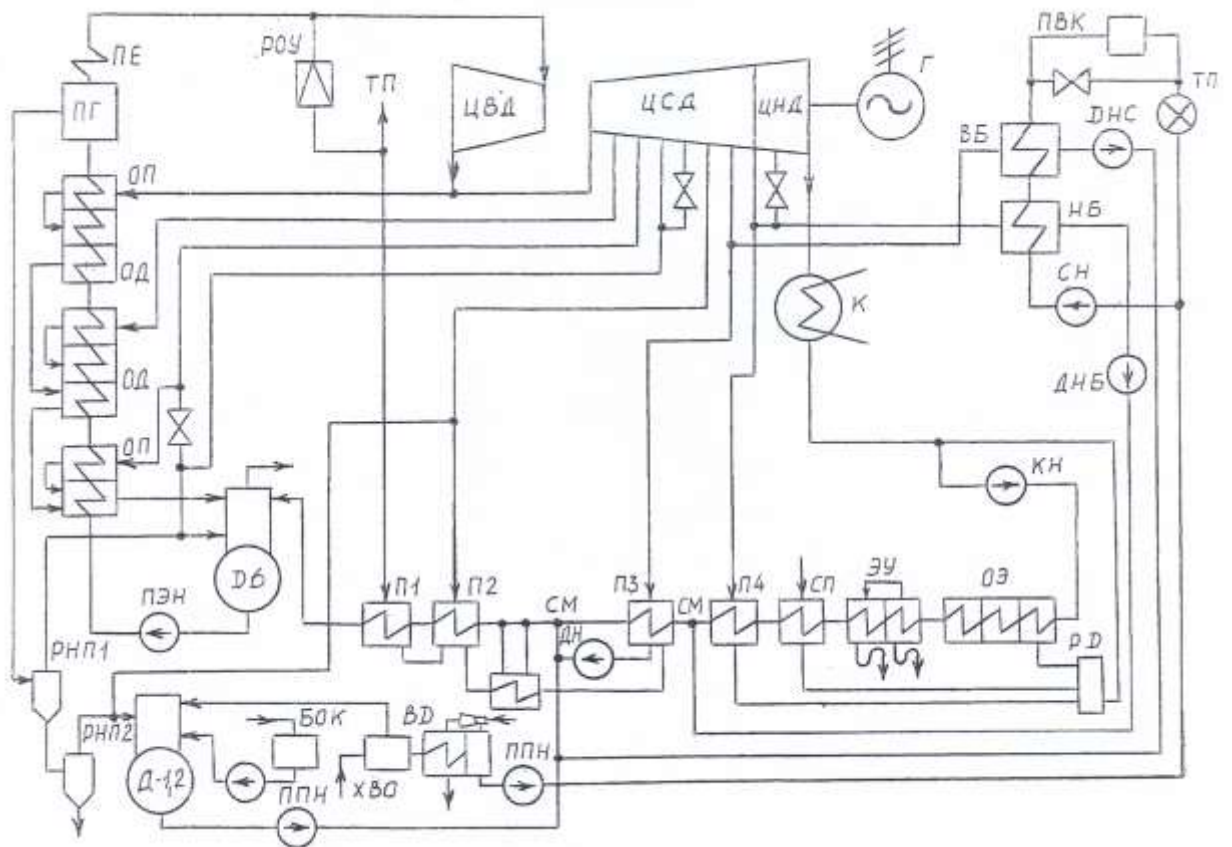 ПЕ
РОУ
ТП
ПВК
ПГ
ЦВД
ЦСД
ЦНД
Г
ТП
ВБ
ДНС
ОП
НБ
ОД
СН
К
ОД
ДНБ
ОП
КН
Д6
ПЭН
П1
П2
СМ
П3
СМ
П4
СП
ЭУ
ОЭ
ДН
РД
РНП1
РНП2
БОК
ВД
ППН
Д-1,2
ППН
ХВО